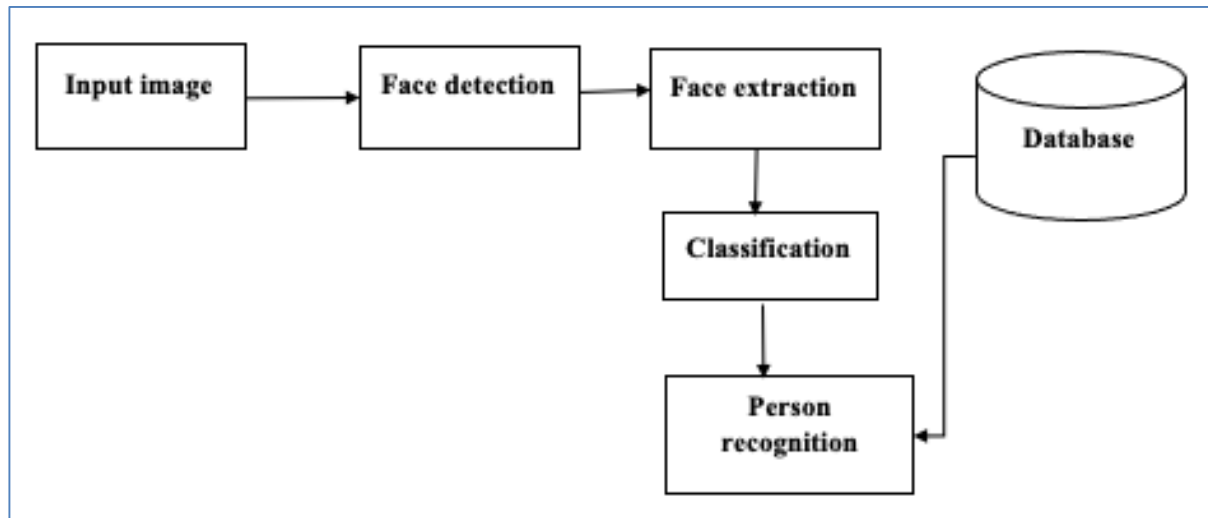 Input image
Face detection
Face extraction
Database
Classification
Person
recognition